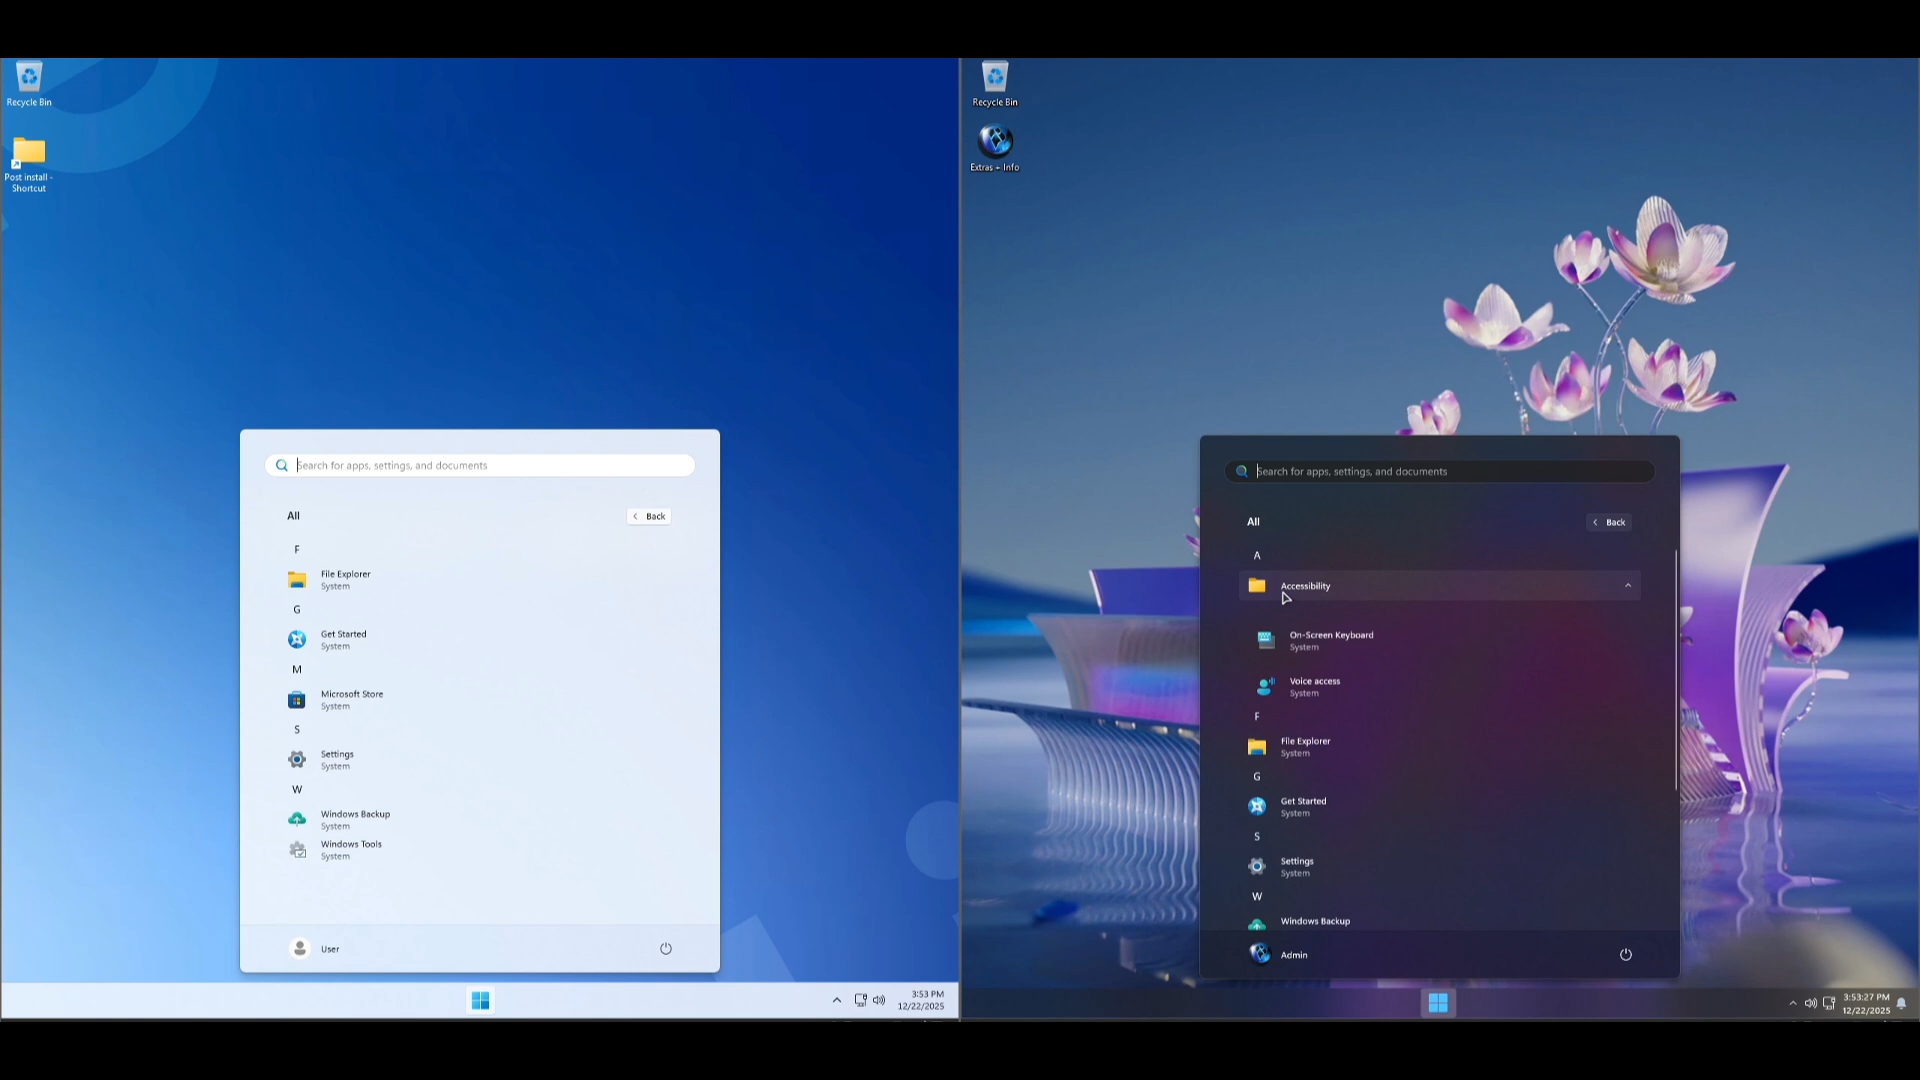 Recycle Bin
Post install -
Shortcut
Search for apps, settings, and documents
All
Back
F
File Explorer
System
G
Get Started
System
M
Microsoft Store
System
S
Settings
System
W
Windows Backup
System
Windows Tools
System
User
3:53 PM
12/22/2025
Recycle Bin
Extras + Info
Search for apps, settings, and documents
All
Back
A
Accessibility
On-Screen Keyboard
System
Voice access
System
F
File Explorer
System
G
Get Started
System
S
Settings
System
W
Windows Backup
Admin
3:53:27 PM
12/22/2025